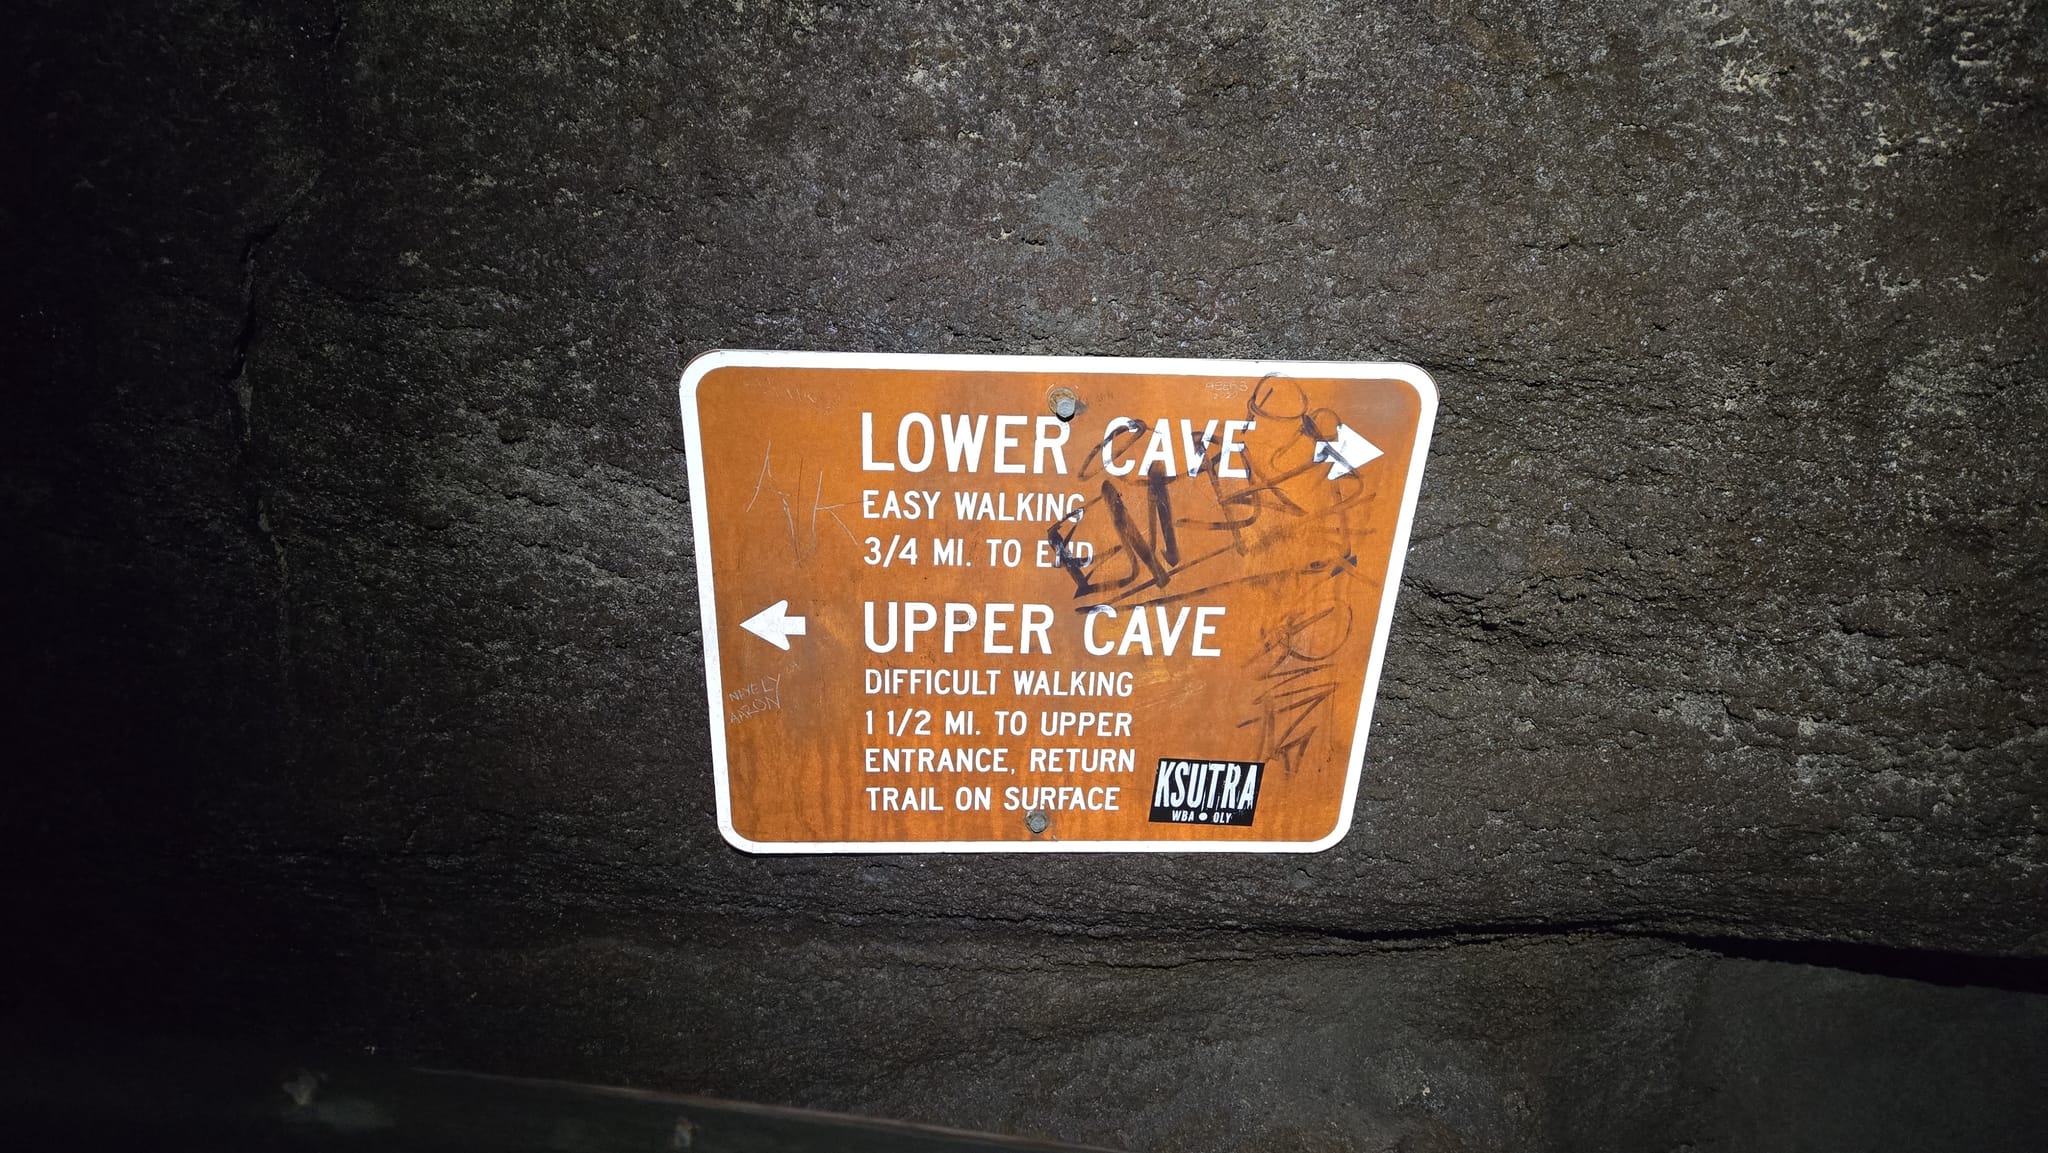 LOWER CAVE
EASY WALKING
3/4 MI. TO END
UPPER CAVE
DIFFICULT WALKING
1 1/2 MI. TO UPPER
ENTRANCE, RETURN
TRAIL ON SURFACE
KSUTRA
WBA • OLY
AARON